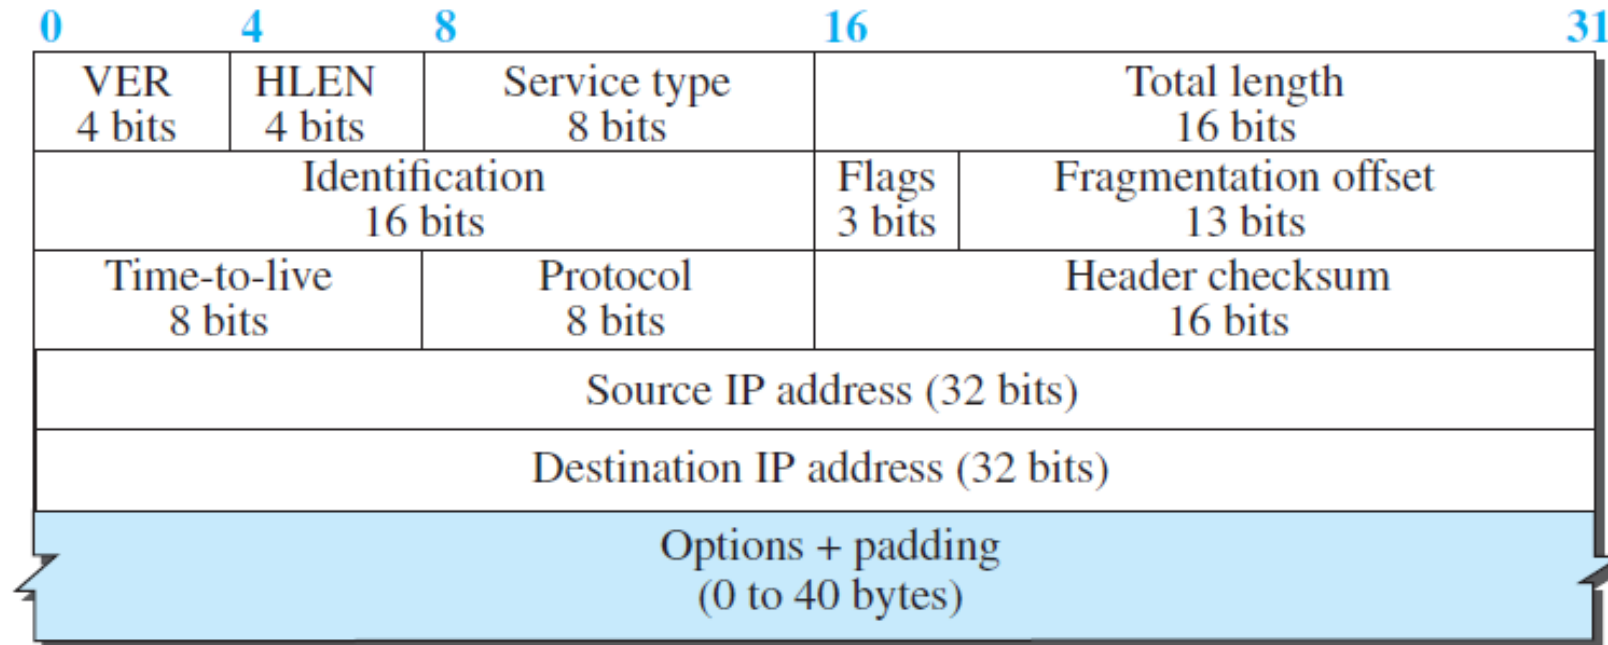 0 4 8 16 31
VER HLEN Service type Total length
4 bits 4 bits 8 bits 16 bits
Identification Flags Fragmentation offset
16 bits 3 bits 13 bits
Time-to-live Protocol Header checksum
8 bits 8 bits 16 bits
Source IP address (32 bits)
Destination IP address (32 bits)
Options + padding
(0 to 40 bytes)